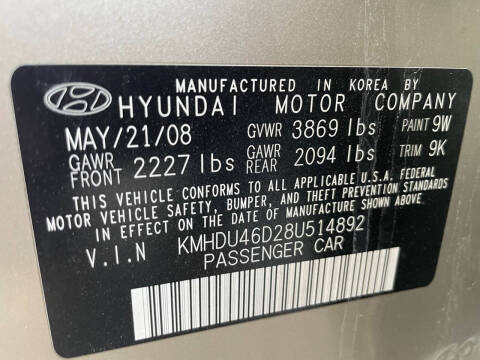 MANUFACTURED IN KOREA BY
HYUNDAI MOTOR COMPANY
MAY/21/08 GVWR 3869 lbs PAINT 9W
GAWR FRONT 2227 lbs GAWR REAR 2094 lbs TRIM 9K
THIS VEHICLE CONFORMS TO ALL APPLICABLE U.S.A. FEDERAL
MOTOR VEHICLE SAFETY, BUMPER, AND THEFT PREVENTION STANDARDS
IN EFFECT ON THE DATE OF MANUFACTURE SHOWN ABOVE.
V.I.N KMHDU46D28U514892
PASSENGER CAR